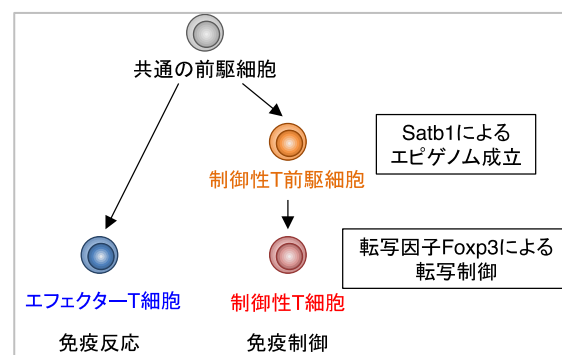 共通の前駆細胞
Satb1による
エピゲノム成立
制御性T前駆細胞
転写因子Foxp3による
転写制御
エフェクターT細胞
制御性T細胞
免疫反応
免疫制御